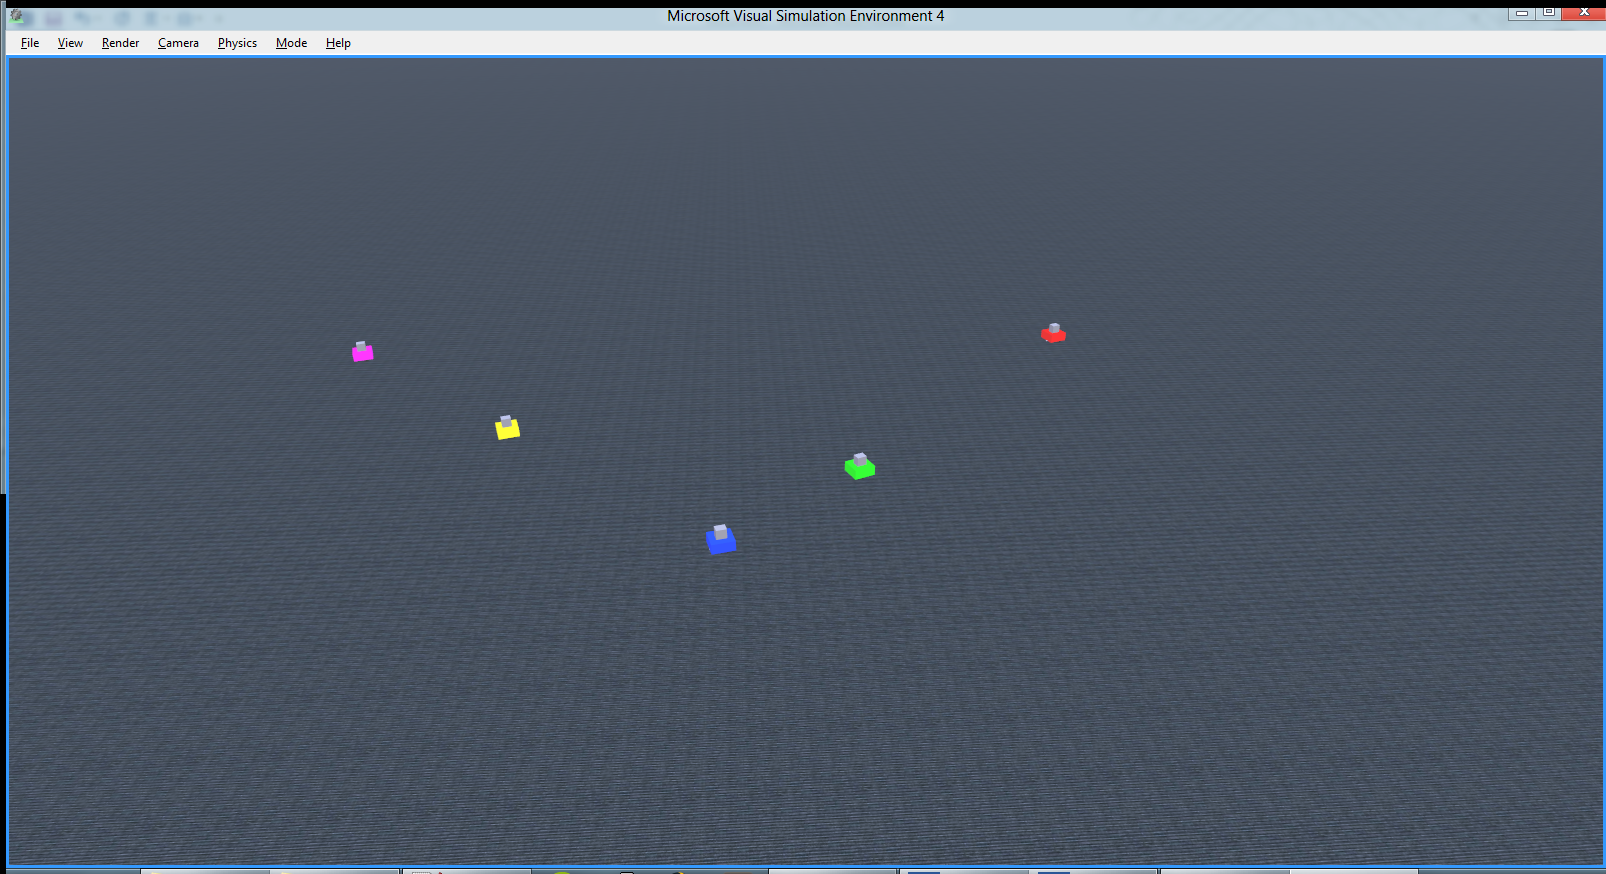 Microsoft Visual Simulation Environment 4
File View Render Camera Physics Mode Help